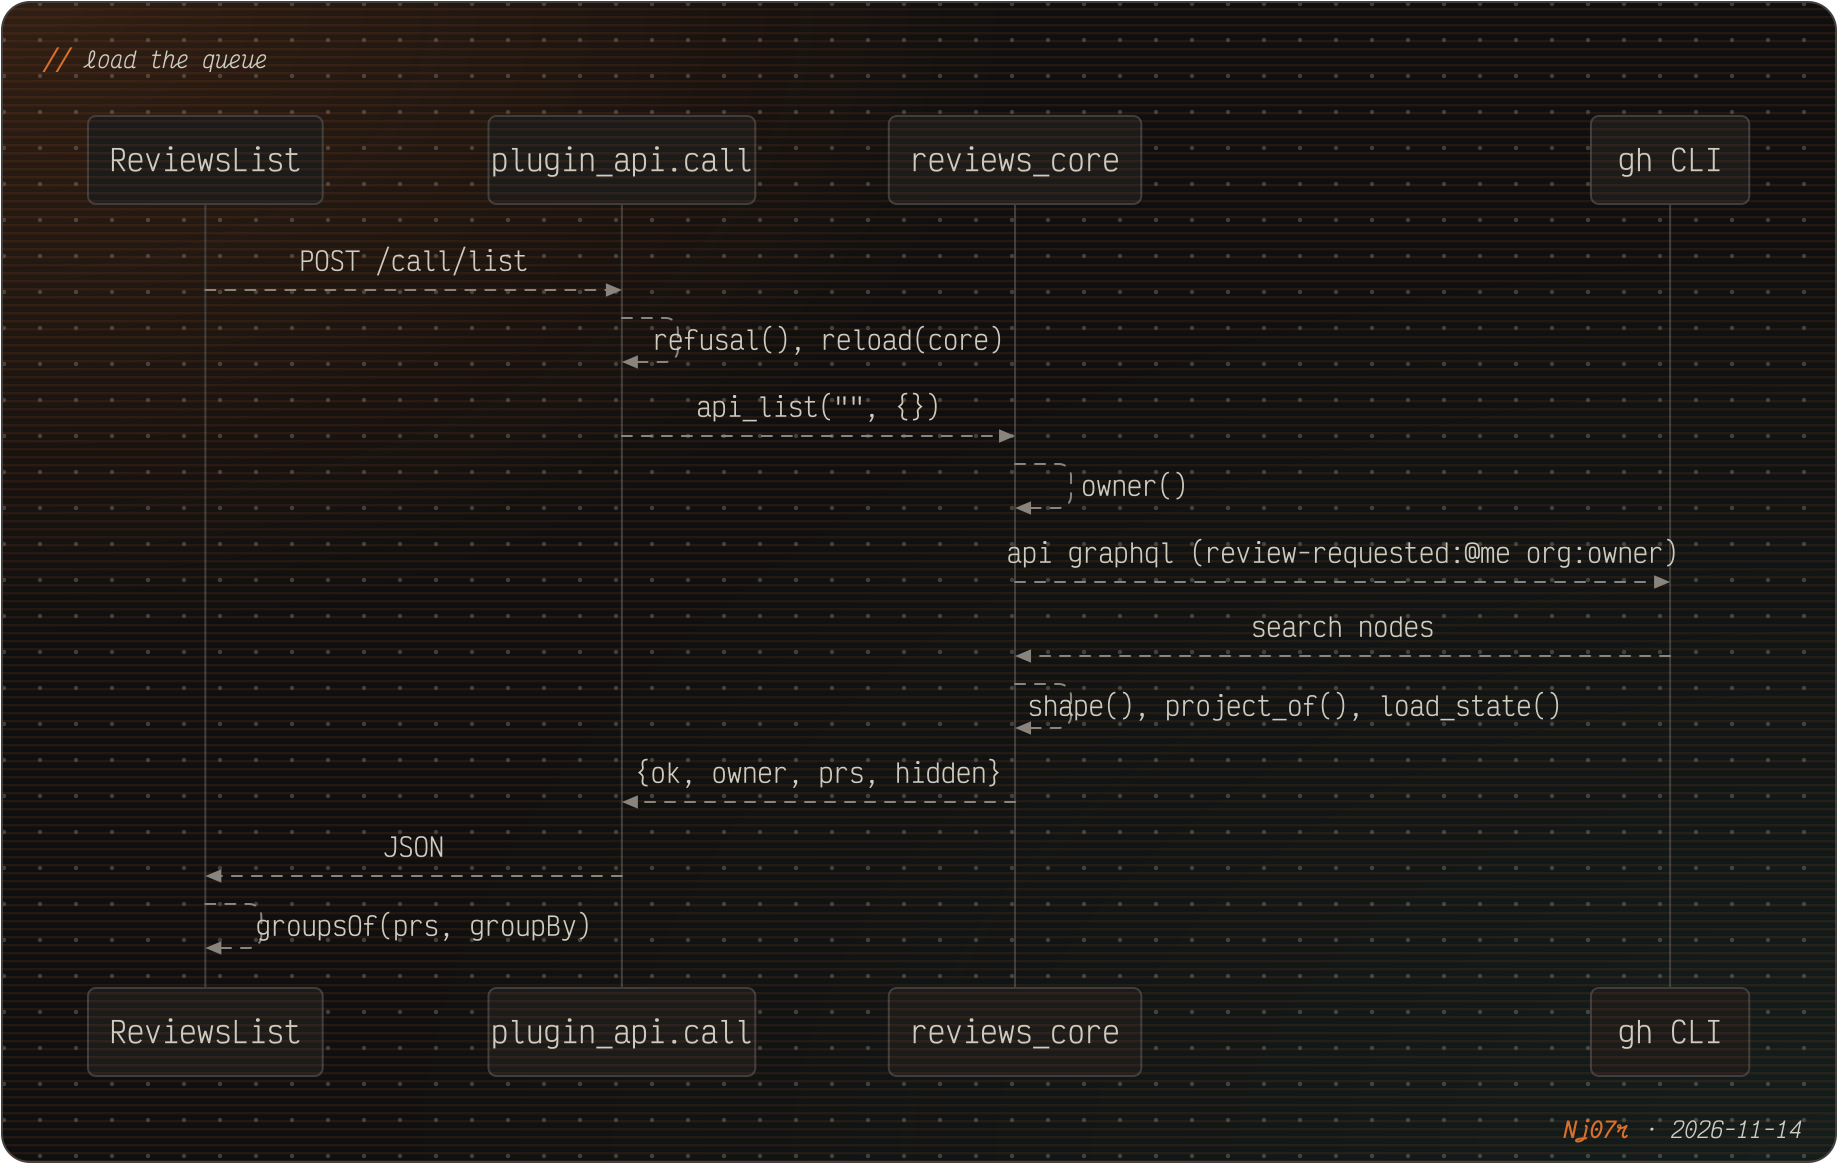 // load the queue
ReviewsList
plugin_api.call
reviews_core
gh CLI
POST /call/list
refusal(), reload(core)
api_list("", {})
owner()
api graphql (review-requested:@me org:owner)
search nodes
shape(), project_of(), load_state()
{ok, owner, prs, hidden}
JSON
groupsOf(prs, groupBy)
ReviewsList
plugin_api.call
reviews_core
gh CLI
Nj07r · 2026-11-14